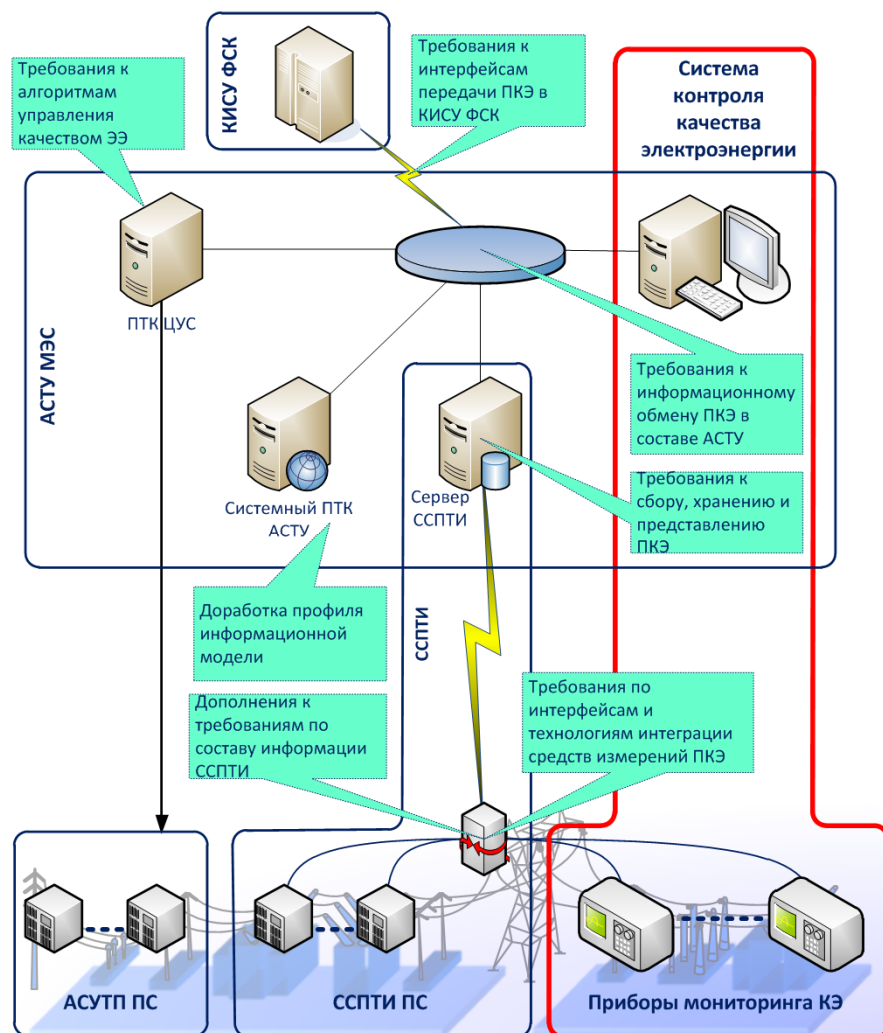 Требования к
алгоритмам
управления
качеством ЭЭ
КИСУ ФСК
Требования к
интерфейсам
передачи ПКЭ в
КИСУ ФСК
Система
контроля
качества
электроэнергии
АСТУ МЭС
ПТК ЦУС
Системный ПТК
АСТУ
Сервер
ССПТИ
Требования к
информационному
обмену ПКЭ в
составе АСТУ
Требования к
сбору, хранению и
представлению
ПКЭ
Доработка профиля
информационной
модели
ССПТИ
Дополнения к
требованиям по
составу информации
ССПТИ
Требования по
интерфейсам и
технологиям интеграции
средств измерений ПКЭ
АСУТП ПС
ССПТИ ПС
Приборы мониторинга КЭ